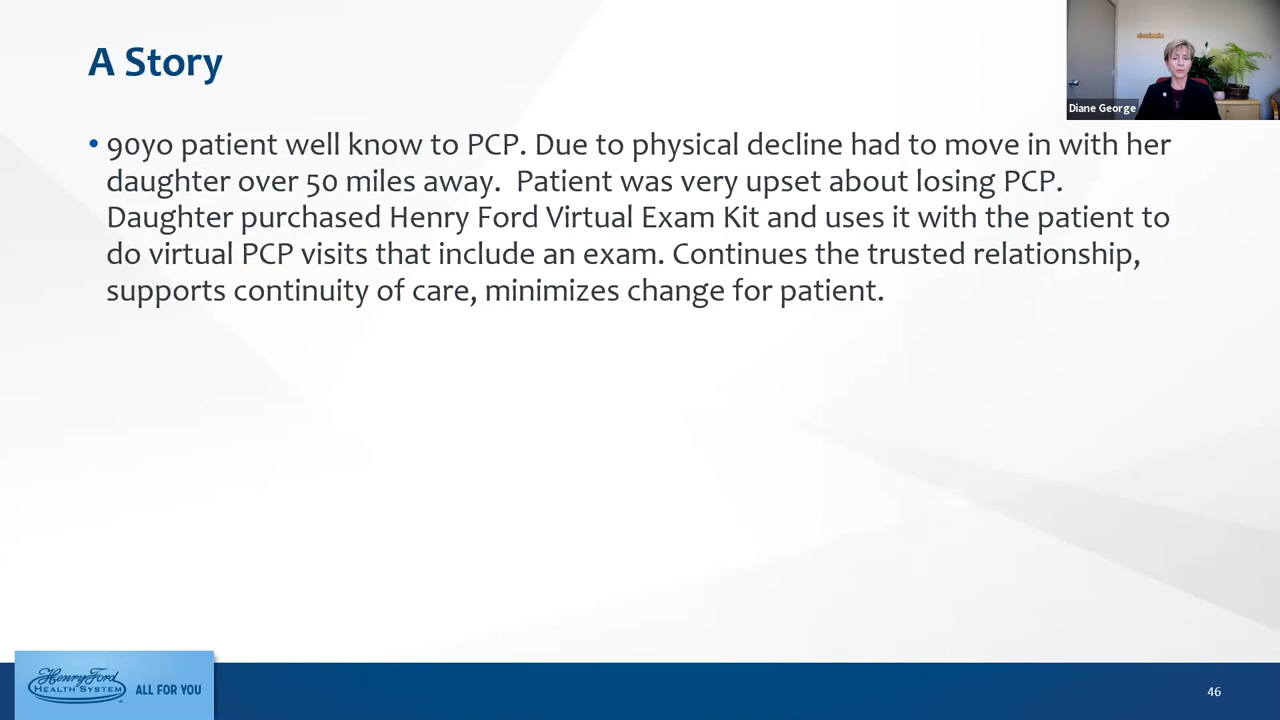 A Story
Diane George
• 90yo patient well know to PCP. Due to physical decline had to move in with her
daughter over 50 miles away.  Patient was very upset about losing PCP.
Daughter purchased Henry Ford Virtual Exam Kit and uses it with the patient to
do virtual PCP visits that include an exam. Continues the trusted relationship,
supports continuity of care, minimizes change for patient.
Henry Ford
HEALTH SYSTEM
ALL FOR YOU
46